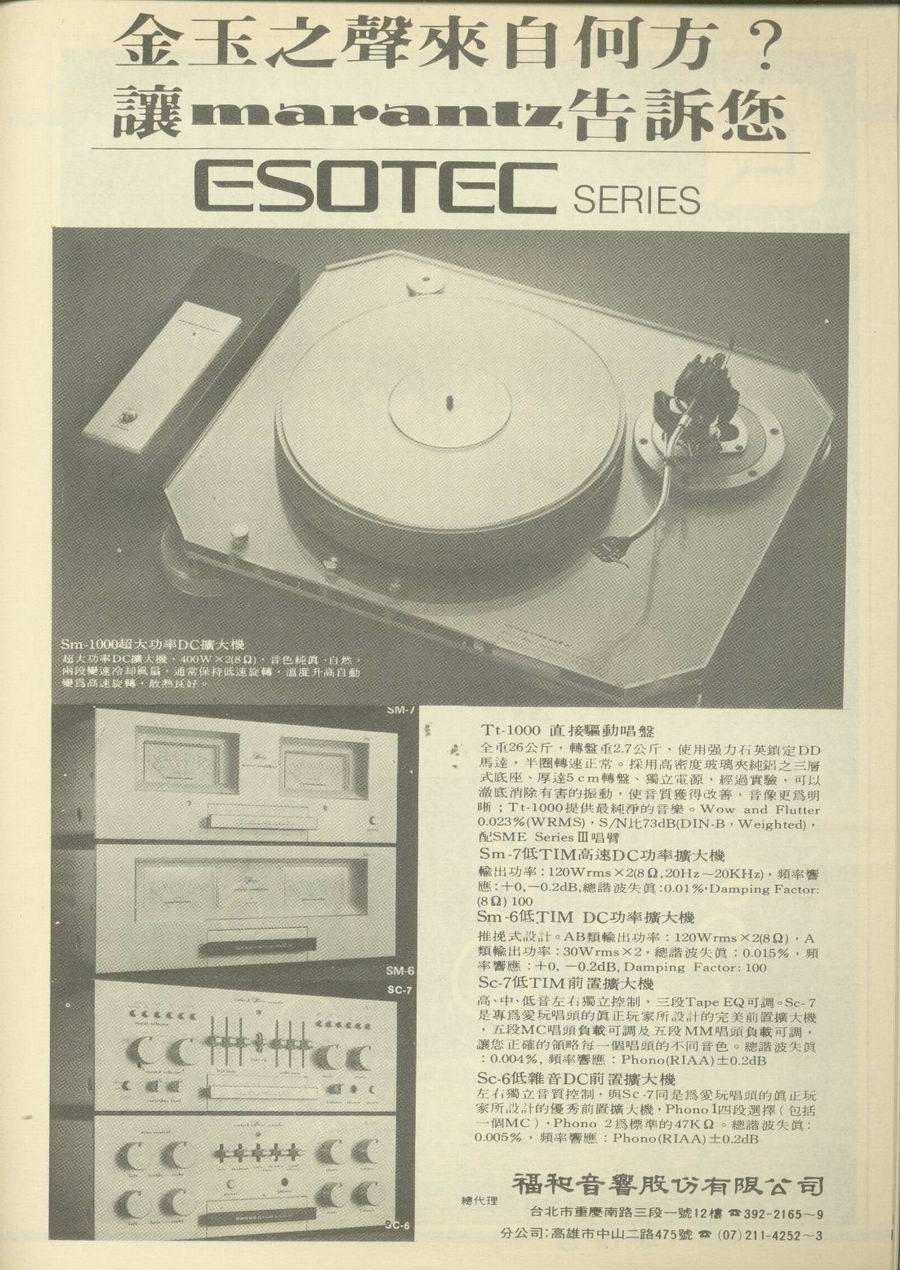 金玉之聲來自何方？
讓marantz告訴您
ESOTEC SERIES
Sm-1000超大功率DC擴大機
超大功率DC擴大機，400W×2(8Ω)，音色純眞、自然，
兩段變速冷却風扇，通常保持低速旋轉，溫度升高自動
變爲高速旋轉，散熱良好。
SM-7
SM-6
SC-7
SC-6
Tt-1000 直接驅動唱盤
全重26公斤，轉盤重2.7公斤，使用强力石英鎖定DD
馬達，半圈轉速正常。採用高密度玻璃夾純鋁之三層
式底座、厚達5cm轉盤、獨立電源，經過實驗，可以
澈底消除有害的振動，使音質獲得改善，音像更爲明
晰；Tt-1000提供最純淨的音樂。Wow and Flutter
0.023%(WRMS)，S/N比73dB(DIN-B，Weighted)，
配SME Series Ⅲ唱臂
Sm-7低TIM高速DC功率擴大機
輸出功率：120Wrms×2(8Ω,20Hz～20KHz)，頻率響
應：+0,−0.2dB,總諧波失眞：0.01%，Damping Factor:
(8Ω) 100
Sm-6低TIM DC功率擴大機
推挽式設計。AB類輸出功率：120Wrms×2(8Ω)，A
類輸出功率：30Wrms×2，總諧波失眞：0.015%，頻
率響應：+0, −0.2dB, Damping Factor: 100
Sc-7低TIM前置擴大機
高、中、低音左右獨立控制，三段Tape EQ可調。Sc-7
是專爲愛玩唱頭的眞正玩家所設計的完美前置擴大機
，五段MC唱頭負載可調及五段MM唱頭負載可調，
讓您正確的領略每一個唱頭的不同音色。總諧波失眞
：0.004%, 頻率響應：Phono(RIAA)±0.2dB
Sc-6低雜音DC前置擴大機
左右獨立音質控制，與Sc-7同是爲愛玩唱頭的眞正玩
家所設計的優秀前置擴大機，Phono 1四段選擇（包括
一個MC），Phono 2爲標準的47KΩ。總諧波失眞：
0.005%，頻率響應：Phono(RIAA)±0.2dB
總代理 福和音響股份有限公司
台北市重慶南路三段一號12樓 ☎392-2165～9
分公司：高雄市中山二路475號 ☎ (07)211-4252～3